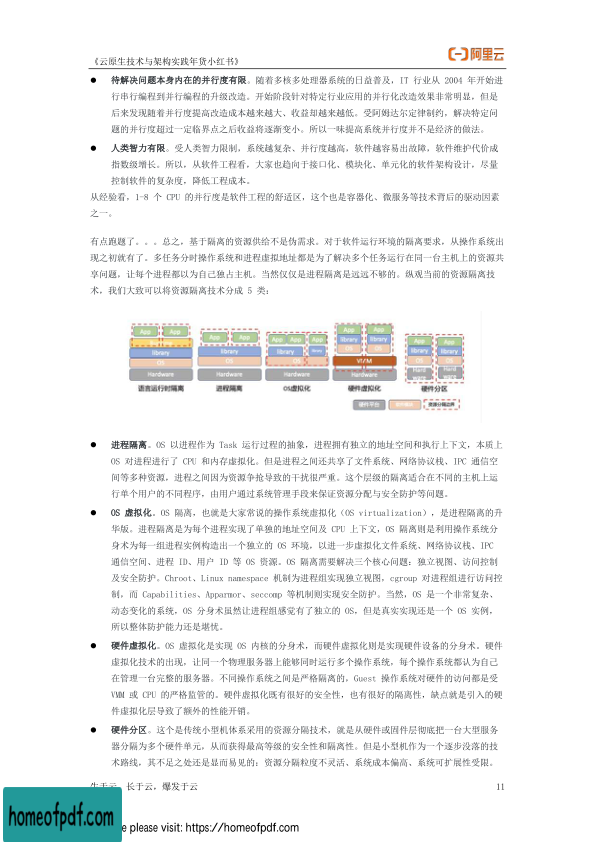 《云原生技术与架构实践年货小红书》
阿里云
● 待解决问题本身内在的并行度有限。随着多核多处理器系统的日益普及，IT 行业从 2004 年开始进
行串行编程到并行编程的升级改造。开始阶段针对特定行业应用的并行化改造效果非常明显，但是
后来发现随着并行度提高改造成本越来越大、收益却越来越低。受阿姆达尔定律制约，解决特定问
题的并行度超过一定临界点之后收益将逐渐变小。所以一味提高系统并行度并不是经济的做法。
● 人类智力有限。受人类智力限制，系统越复杂、并行度越高，软件越容易出故障，软件维护代价成
指数级增长。所以，从软件工程看，大家也趋向于接口化、模块化、单元化的软件架构设计，尽量
控制软件的复杂度，降低工程成本。
从经验看，1-8 个 CPU 的并行度是软件工程的舒适区，这个也是容器化、微服务等技术背后的驱动因素
之一。
有点跑题了。。。总之，基于隔离的资源供给不是伪需求。对于软件运行环境的隔离要求，从操作系统出
现之初就有了。多任务分时操作系统和进程虚拟地址都是为了解决多个任务运行在同一台主机上的资源共
享问题，让每个进程都以为自己独占主机。当然仅仅是进程隔离是远远不够的。纵观当前的资源隔离技
术，我们大致可以将资源隔离技术分成 5 类：
App App
library
OS
Hardware
语言运行时隔离
App App
library
OS
Hardware
进程隔离
App App App
library
OS
Hardware
OS虚拟化
App App
library library
OS OS
VMM
Hardware
硬件虚拟化
App App
library library
OS OS
Hard ware Hard ware
硬件分区
硬件平台
资源分隔边界
● 进程隔离。OS 以进程作为 Task 运行过程的抽象，进程拥有独立的地址空间和执行上下文，本质上
OS 对进程进行了 CPU 和内存虚拟化。但是进程之间还共享了文件系统、网络协议栈、IPC 通信空
间等多种资源，进程之间因为资源争抢导致的干扰很严重。这个层级的隔离适合在不同的主机上运
行单个用户的不同程序，由用户通过系统管理手段来保证资源分配与安全防护等问题。
● OS 虚拟化。OS 隔离，也就是大家常说的操作系统虚拟化（OS virtualization），是进程隔离的升
华版。进程隔离是为每个进程实现了单独的地址空间及 CPU 上下文，OS 隔离则是利用操作系统分
身术为每一组进程实例构造出一个独立的 OS 环境，以进一步虚拟化文件系统、网络协议栈、IPC
通信空间、进程 ID、用户 ID 等 OS 资源。OS 隔离需要解决三个核心问题：独立视图、访问控制
及安全防护。Chroot、Linux namespace 机制为进程组实现独立视图，cgroup 对进程组进行访问控
制，而 Capabilities、Apparmor、seccomp 等机制则实现安全防护。当然，OS 是一个非常复杂、
动态变化的系统，OS 分身术虽然让进程组感觉有了独立的 OS，但是真实实现还是一个 OS 实例，
所以整体防护能力还是堪忧。
● 硬件虚拟化。OS 虚拟化是实现 OS 内核的分身术，而硬件虚拟化则是实现硬件设备的分身术。硬件
虚拟化技术的出现，让同一个物理服务器上能够同时运行多个操作系统，每个操作系统都认为自己
在管理一台完整的服务器。不同操作系统之间是严格隔离的，Guest 操作系统对硬件的访问都是受
VMM 或 CPU 的严格监管的。硬件虚拟化既有很好的安全性，也有很好的隔离性，缺点就是引入的硬
件虚拟化层导致了额外的性能开销。
● 硬件分区。这个是传统小型机体系采用的资源分隔技术，就是从硬件或固件层彻底把一台大型服务
器分隔为多个硬件单元，从而获得最高等级的安全性和隔离性。但是小型机作为一个逐步没落的技
术路线，其不足之处还是显而易见的：资源分隔粒度不灵活、系统成本偏高、系统可扩展性受限。
生于云，长于云，爆发于云 11
homeofpdf.com
please visit: https://homeofpdf.com